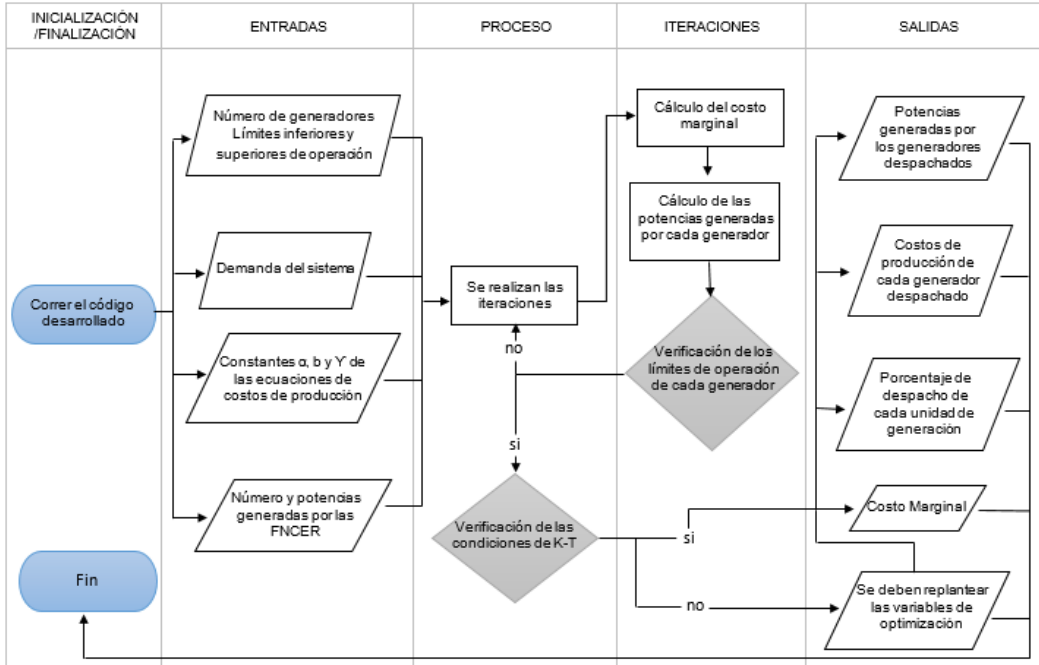 INICIALIZACIÓN
/FINALIZACIÓN
ENTRADAS
PROCESO
ITERACIONES
SALIDAS
Correr el código
desarrollado
Fin
Número de generadores
Límites inferiores y
superiores de operación
Demanda del sistema
Constantes α, b y Y de
las ecuaciones de
costos de producción
Número y potencias
generadas por las
FNCER
Se realizan las
iteraciones
no
si
Verificación de las
condiciones de K-T
Cálculo del costo
marginal
Cálculo de las
potencias generadas
por cada generador
Verificación de los
límites de operación
de cada generador
si
no
Potencias
generadas por
los generadores
despachados
Costos de
producción de
cada generador
despachado
Porcentaje de
despacho de
cada unidad de
generación
Costo Marginal
Se deben replantear
las variables de
optimización